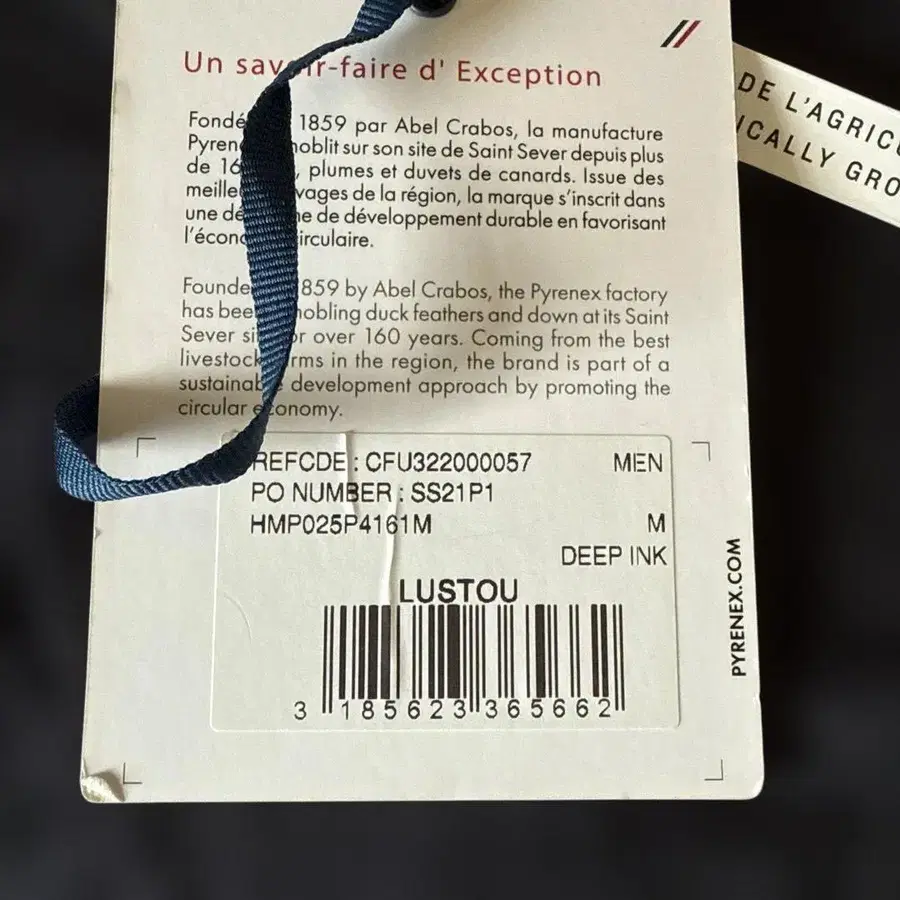 Un savoir-faire d' Exception
Fondé 1859 par Abel Crabos, la manufacture
Pyren oblit sur son site de Saint Sever depuis plus
de 16 , plumes et duvets de canards. Issue des
meille vages de la région, la marque s'inscrit dans
une dé e de développement durable en favorisant
l'écono irculaire.
Founde 859 by Abel Crabos, the Pyrenex factory
has bee nobling duck feathers and down at its Saint
Sever si or over 160 years. Coming from the best
livestock rms in the region, the brand is part of a
sustainab e development approach by promoting the
circular economy.
REFCDE : CFU322000057 MEN
PO NUMBER : SS21P1
HMP025P4161M M
DEEP INK
LUSTOU
3 185623 365662
PYRENEX.COM
DE L'AGRICU
ICALLY GRO